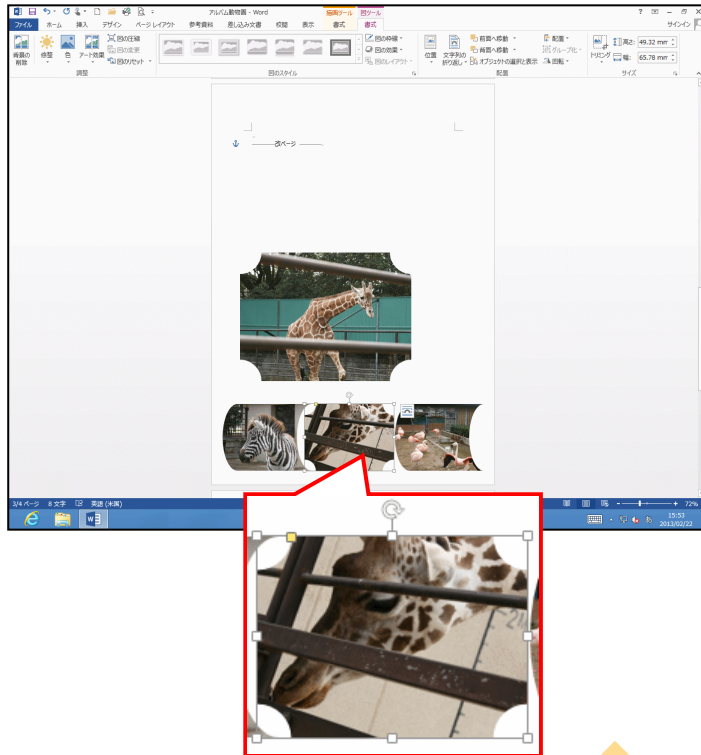 アルバム動物園 - Word
描画ツール 図ツール
ファイル ホーム 挿入 デザイン ページ レイアウト 参考資料 差し込み文書 校閲 表示 書式 書式 サインイン
背景の削除
修整
色
アート効果
図の圧縮
図の変更
図のリセット
調整
図のスタイル
図の枠線
図の効果
図のレイアウト
位置
文字列の折り返し
前面へ移動
背面へ移動
オブジェクトの選択と表示
配置
グループ化
回転
配置
トリミング
高さ: 49.32 mm
幅: 65.78 mm
サイズ
改ページ
3/4 ページ 8 文字 英語 (米国) 72%
15:53
2013/02/22